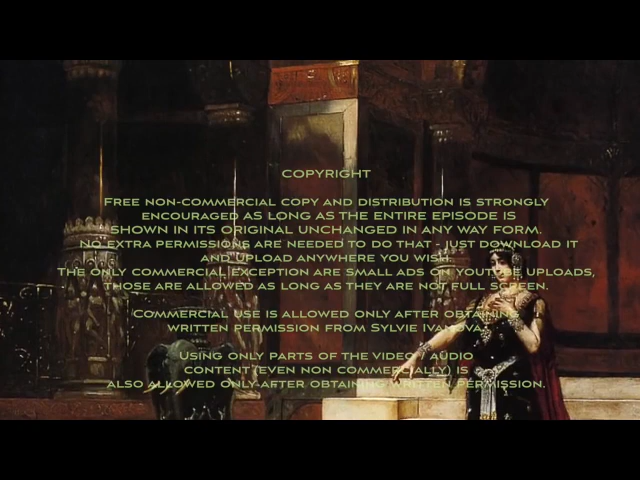 COPYRIGHT
FREE NON-COMMERCIAL COPY AND DISTRIBUTION IS STRONGLY
ENCOURAGED AS LONG AS THE ENTIRE EPISODE IS
SHOWN IN ITS ORIGINAL UNCHANGED IN ANY WAY FORM.
NO EXTRA PERMISSIONS ARE NEEDED TO DO THAT - JUST DOWNLOAD IT
AND UPLOAD ANYWHERE YOU WISH.
THE ONLY COMMERCIAL EXCEPTION ARE SMALL ADS ON YOUTUBE UPLOADS,
THOSE ARE ALLOWED AS LONG AS THEY ARE NOT FULL SCREEN.
COMMERCIAL USE IS ALLOWED ONLY AFTER OBTAINING
WRITTEN PERMISSION FROM SYLVIE IVANOVA.
USING ONLY PARTS OF THE VIDEO / AUDIO
CONTENT (EVEN NON COMMERCIALLY) IS
ALSO ALLOWED ONLY AFTER OBTAINING WRITTEN PERMISSION.